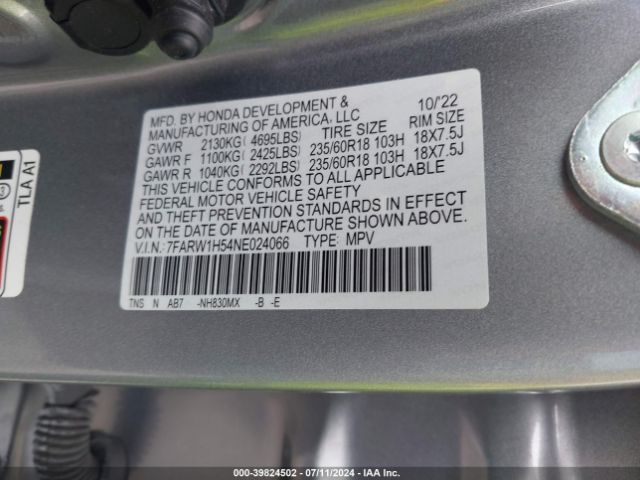 MFD. BY HONDA DEVELOPMENT & 10/'22
MANUFACTURING OF AMERICA, LLC
GVWR 2130KG( 4695LBS) TIRE SIZE RIM SIZE
GAWR F 1100KG( 2425LBS) 235/60R18 103H 18X7.5J
GAWR R 1040KG( 2292LBS) 235/60R18 103H 18X7.5J
THIS VEHICLE CONFORMS TO ALL APPLICABLE
FEDERAL MOTOR VEHICLE SAFETY
AND THEFT PREVENTION STANDARDS IN EFFECT
ON THE DATE OF MANUFACTURE SHOWN ABOVE.
V.I.N.:7FARW1H54NE024066 TYPE: MPV
TNS N AB7 -NH830MX -B -E
TLA A1
000-39824502 - 07/11/2024 - IAA Inc.